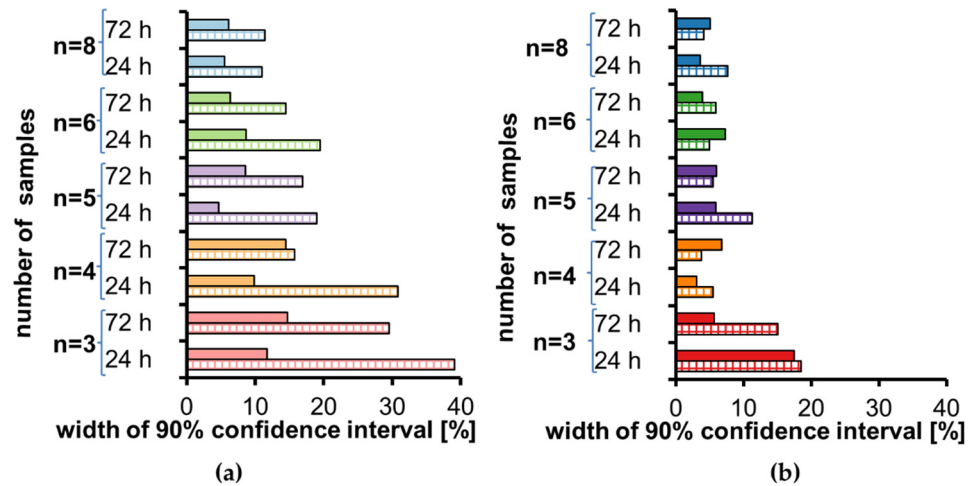 number of samples
n=8
72 h
24 h
n=6
72 h
24 h
n=5
72 h
24 h
n=4
72 h
24 h
n=3
72 h
24 h
0 10 20 30 40
width of 90% confidence interval [%]
(a)
number of samples
n=8
72 h
24 h
n=6
72 h
24 h
n=5
72 h
24 h
n=4
72 h
24 h
n=3
72 h
24 h
0 10 20 30 40
width of 90% confidence interval [%]
(b)